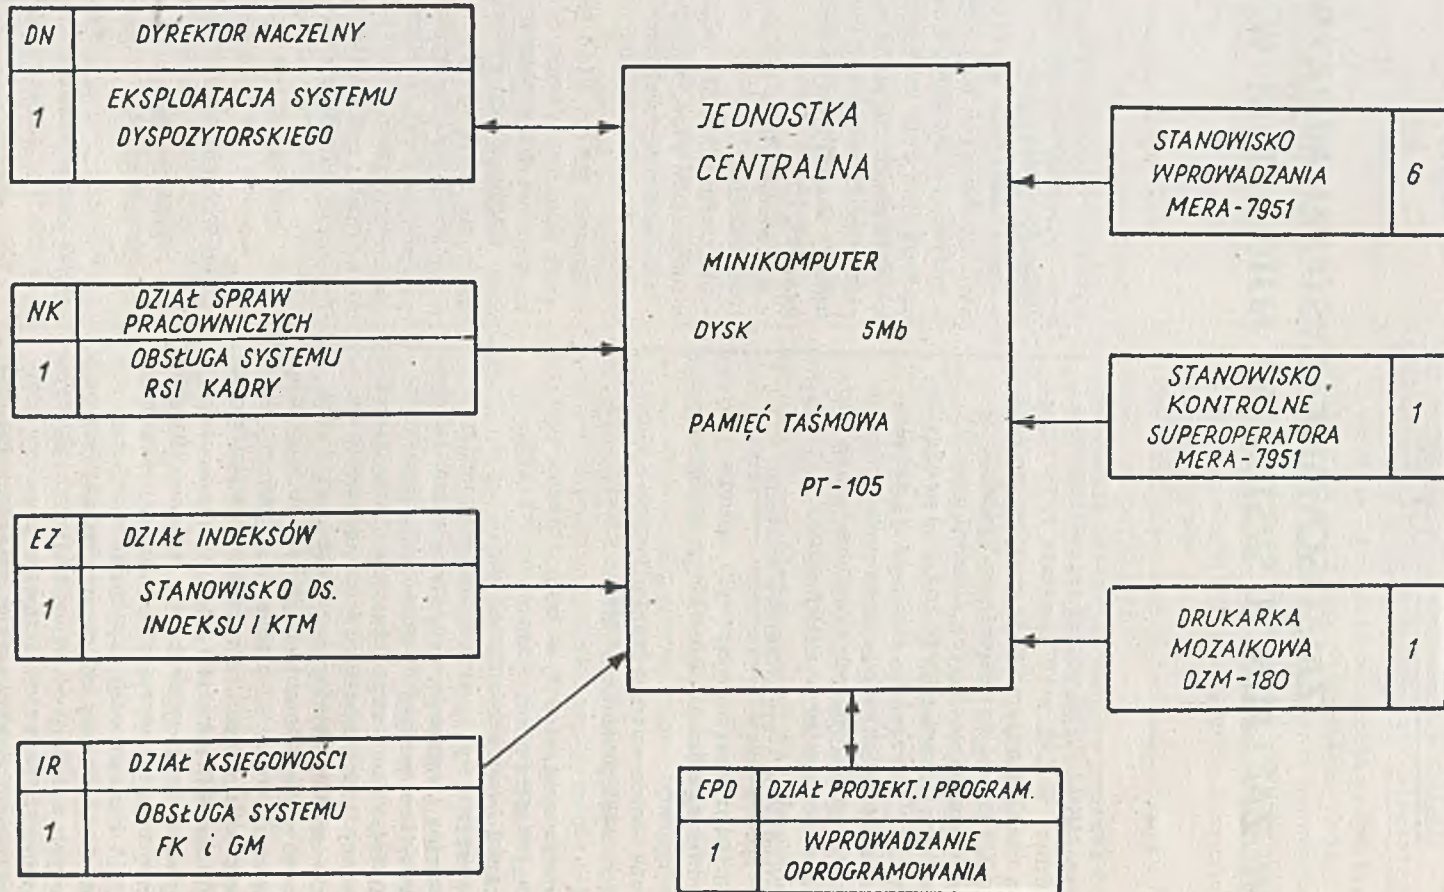 DN DYREKTOR NACZELNY
1 EKSPLOATACJA SYSTEMU
DYSPOZYTORSKIEGO
NK DZIAŁ SPRAW
PRACOWNICZYCH
1 OBSŁUGA SYSTEMU
RSI KADRY
EZ DZIAŁ INDEKSÓW
1 STANOWISKO DS.
INDEKSU I KTM
IR DZIAŁ KSIĘGOWOŚCI
1 OBSŁUGA SYSTEMU
FK i GM
JEDNOSTKA
CENTRALNA
MINIKOMPUTER
DYSK 5Mb
PAMIĘĆ TAŚMOWA
PT-105
EPD DZIAŁ PROJEKT. I PROGRAM.
1 WPROWADZANIE
OPROGRAMOWANIA
STANOWISKO
WPROWADZANIA 6
MERA-7951
STANOWISKO
KONTROLNE 1
SUPEROPERATORA
MERA-7951
DRUKARKA
MOZAIKOWA 1
DZM-180